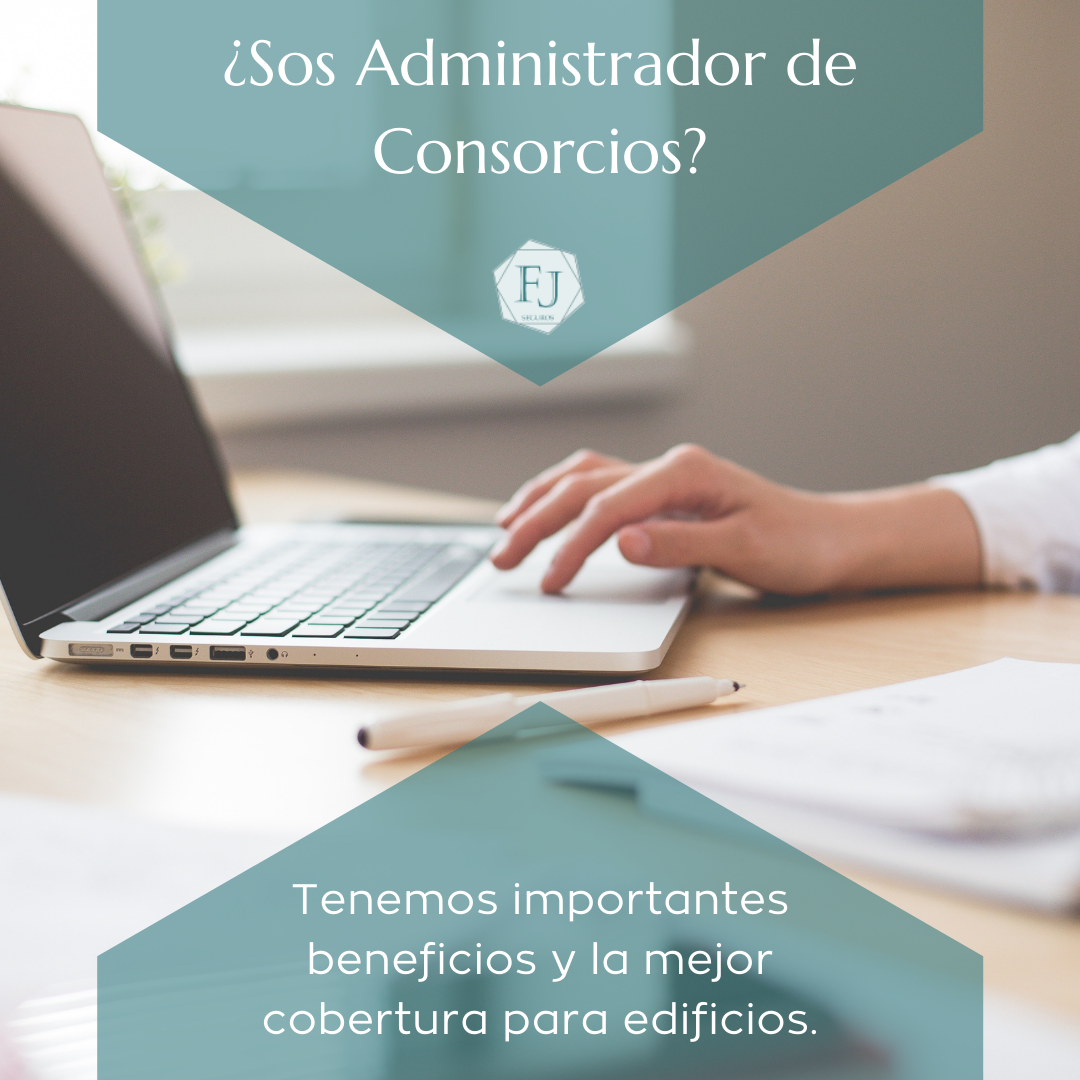 ¿Sos Administrador de
Consorcios?
FJ
SEGUROS
Tenemos importantes
beneficios y la mejor
cobertura para edificios.